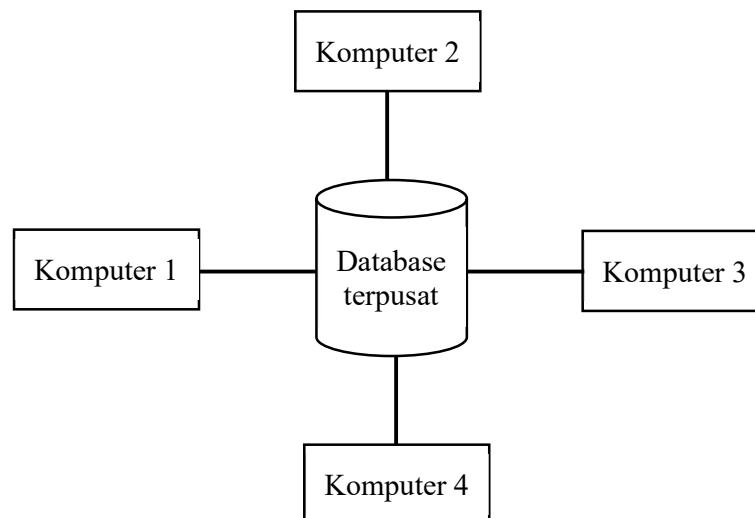 Komputer 2
Komputer 1
Database
terpusat
Komputer 3
Komputer 4